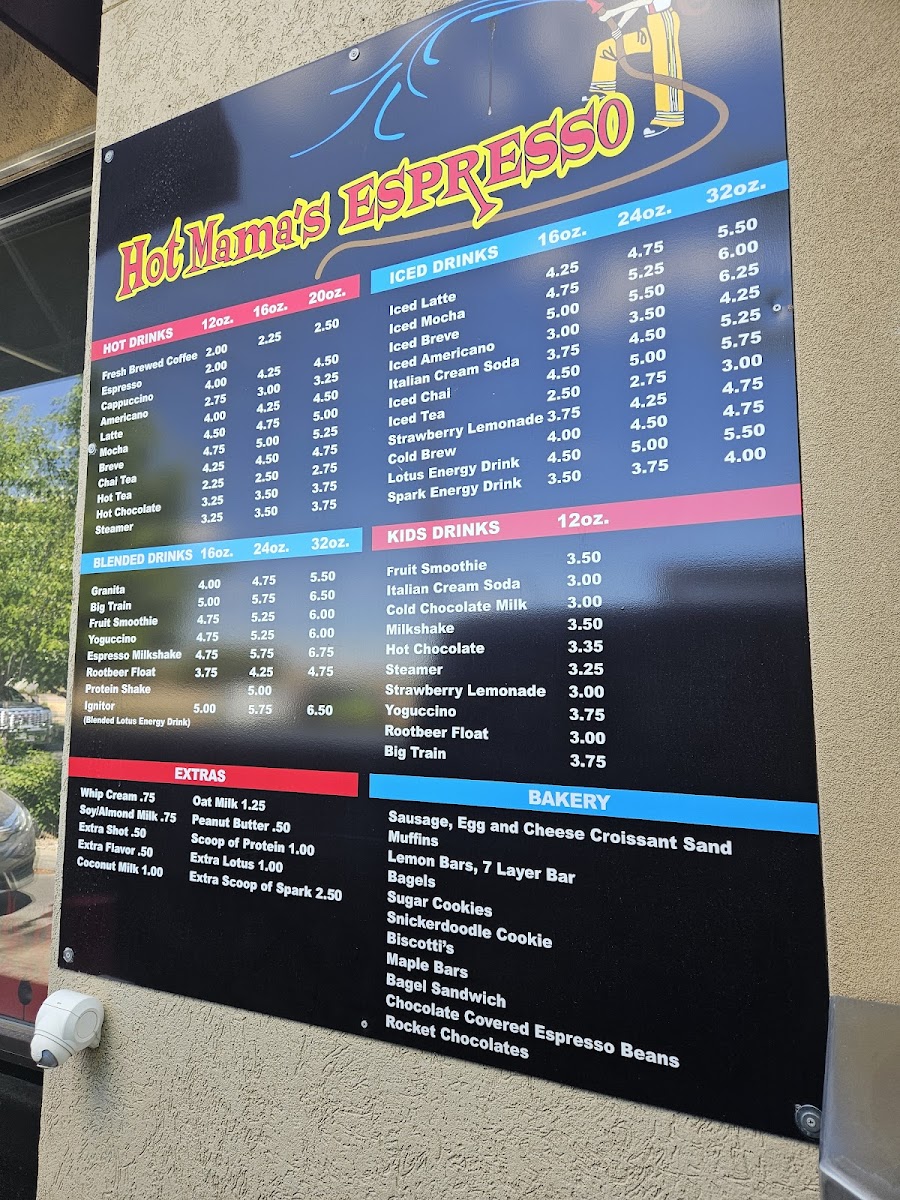 Hot Mama's ESPRESSO
HOT DRINKS 12oz. 16oz. 20oz.
Fresh Brewed Coffee 2.00 2.25 2.50
Espresso 2.00
Cappuccino 4.00 4.25 4.50
Americano 2.75 3.00 3.25
Latte 4.00 4.25 4.50
Mocha 4.50 4.75 5.00
Breve 4.75 5.00 5.25
Chai Tea 4.25 4.50 4.75
Hot Tea 2.25 2.50 2.75
Hot Chocolate 3.25 3.50 3.75
Steamer 3.25 3.50 3.75
BLENDED DRINKS 16oz. 24oz. 32oz.
Granita 4.00 4.75 5.50
Big Train 5.00 5.75 6.50
Fruit Smoothie 4.75 5.25 6.00
Yoguccino 4.75 5.25 6.00
Espresso Milkshake 4.75 5.75 6.75
Rootbeer Float 3.75 4.25 4.75
Protein Shake 5.00
Ignitor 5.00 5.75 6.50
(Blended Lotus Energy Drink)
EXTRAS
Whip Cream .75
Soy/Almond Milk .75
Extra Shot .50
Extra Flavor .50
Coconut Milk 1.00
Oat Milk 1.25
Peanut Butter .50
Scoop of Protein 1.00
Extra Lotus 1.00
Extra Scoop of Spark 2.50
ICED DRINKS 16oz. 24oz. 32oz.
Iced Latte 4.25 4.75 5.50
Iced Mocha 4.75 5.25 6.00
Iced Breve 5.00 5.50 6.25
Iced Americano 3.00 3.50 4.25
Italian Cream Soda 3.75 4.50 5.25
Iced Chai 4.50 5.00 5.75
Iced Tea 2.50 2.75 3.00
Strawberry Lemonade 3.75 4.25 4.75
Cold Brew 4.00 4.50 4.75
Lotus Energy Drink 4.50 5.00 5.50
Spark Energy Drink 3.50 3.75 4.00
KIDS DRINKS 12oz.
Fruit Smoothie 3.50
Italian Cream Soda 3.00
Cold Chocolate Milk 3.00
Milkshake 3.50
Hot Chocolate 3.35
Steamer 3.25
Strawberry Lemonade 3.00
Yoguccino 3.75
Rootbeer Float 3.00
Big Train 3.75
BAKERY
Sausage, Egg and Cheese Croissant Sand
Muffins
Lemon Bars, 7 Layer Bar
Bagels
Sugar Cookies
Snickerdoodle Cookie
Biscotti's
Maple Bars
Bagel Sandwich
Chocolate Covered Espresso Beans
Rocket Chocolates